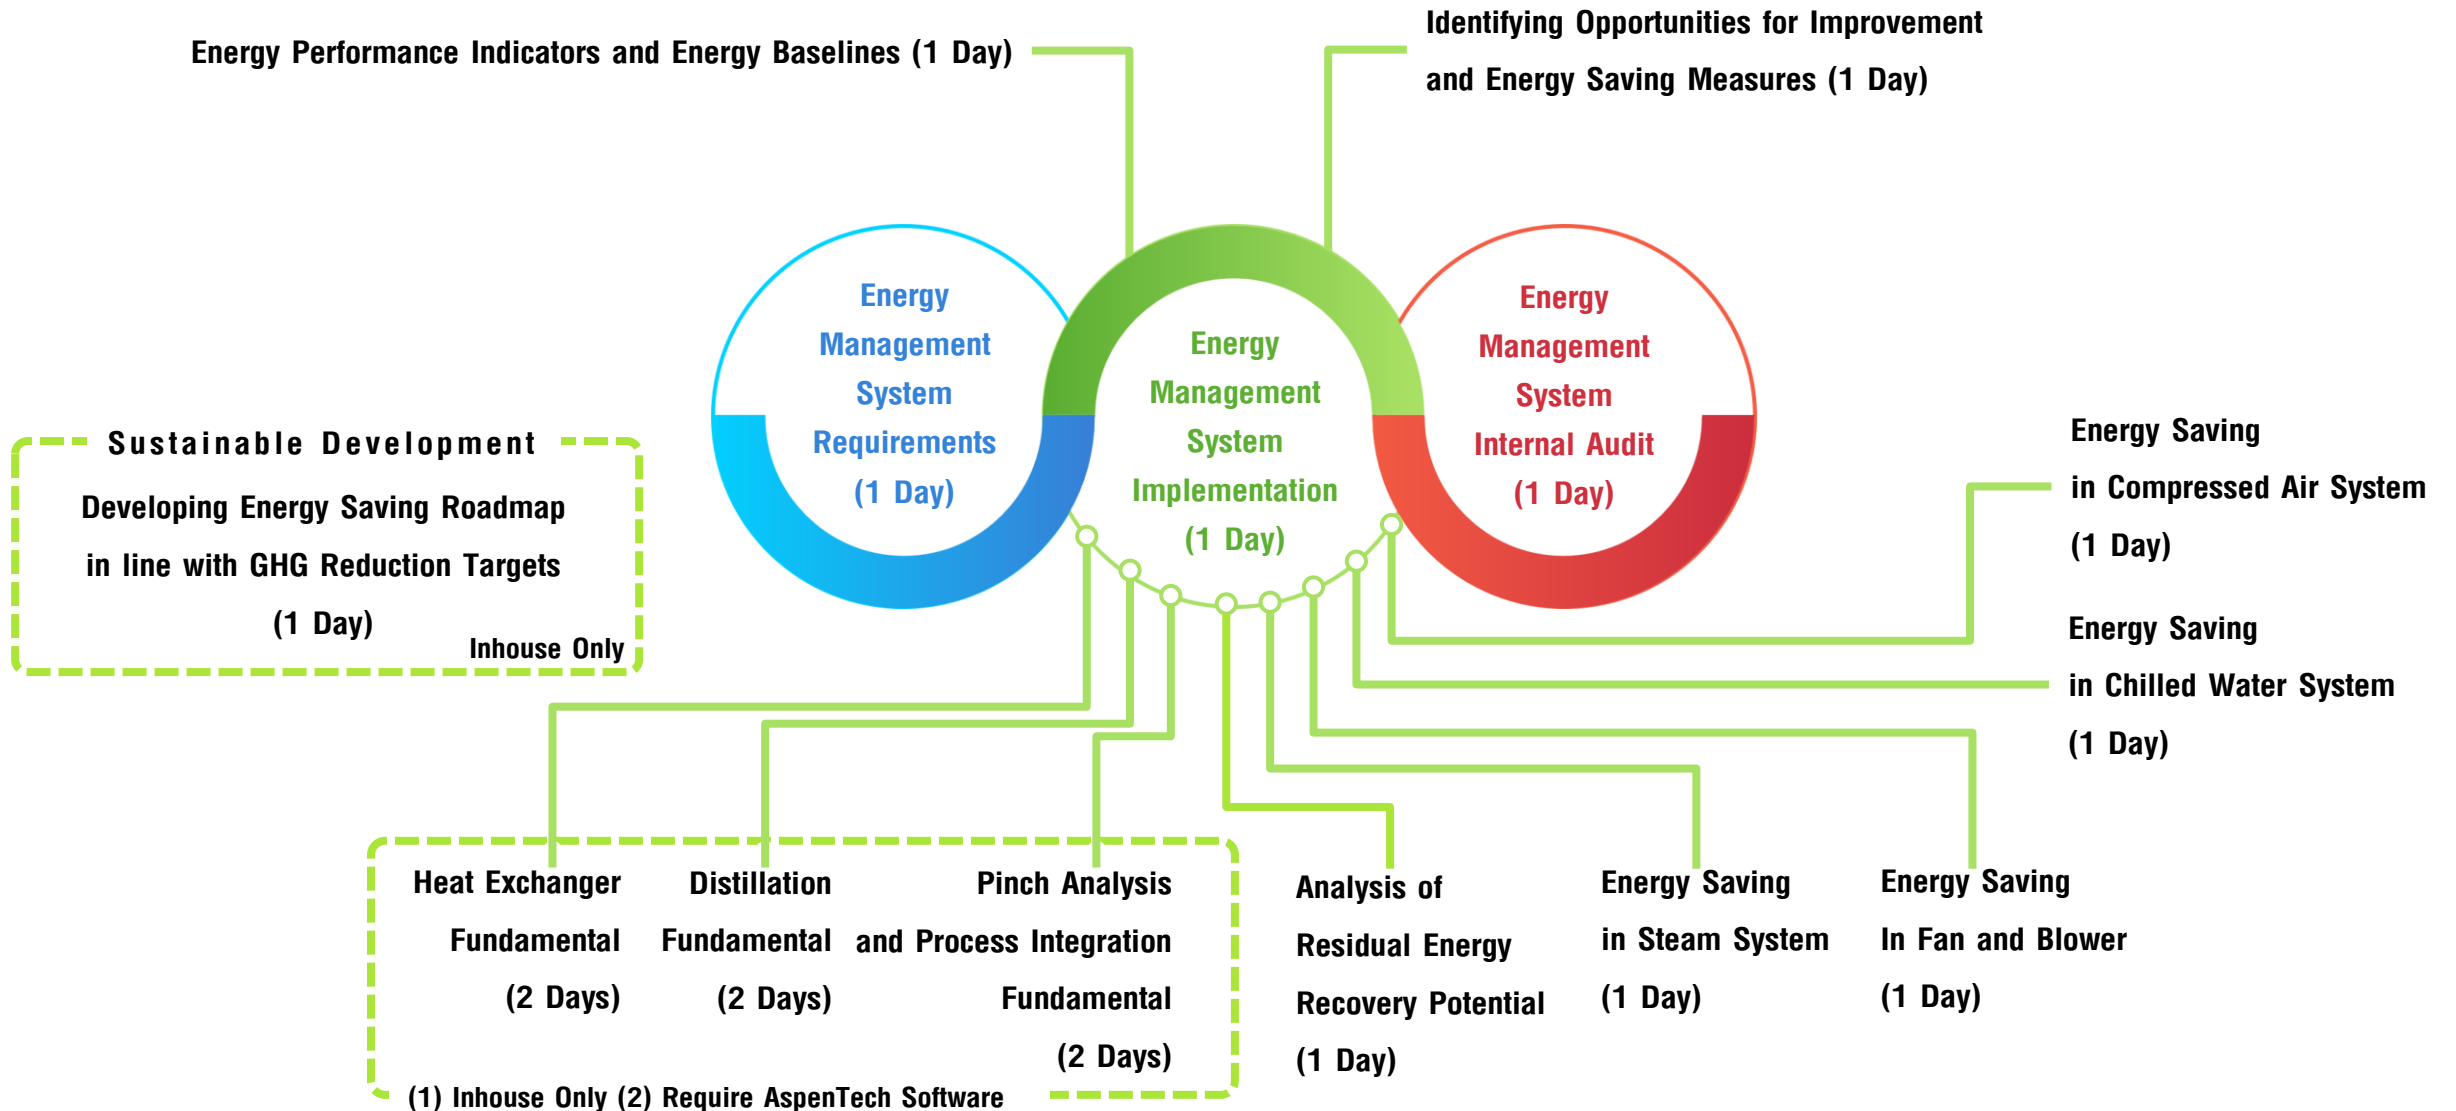 Energy Performance Indicators and Energy Baselines (1 Day)
Identifying Opportunities for Improvement
and Energy Saving Measures (1 Day)
Energy
Management
System
Requirements
(1 Day)
Energy
Management
System
Implementation
(1 Day)
Energy
Management
System
Internal Audit
(1 Day)
Sustainable Development
Developing Energy Saving Roadmap
in line with GHG Reduction Targets
(1 Day)
Inhouse Only
Energy Saving
in Compressed Air System
(1 Day)
Energy Saving
in Chilled Water System
(1 Day)
Heat Exchanger
Fundamental
(2 Days)
Distillation
Fundamental
(2 Days)
Pinch Analysis
and Process Integration
Fundamental
(2 Days)
(1) Inhouse Only (2) Require AspenTech Software
Analysis of
Residual Energy
Recovery Potential
(1 Day)
Energy Saving
in Steam System
(1 Day)
Energy Saving
In Fan and Blower
(1 Day)